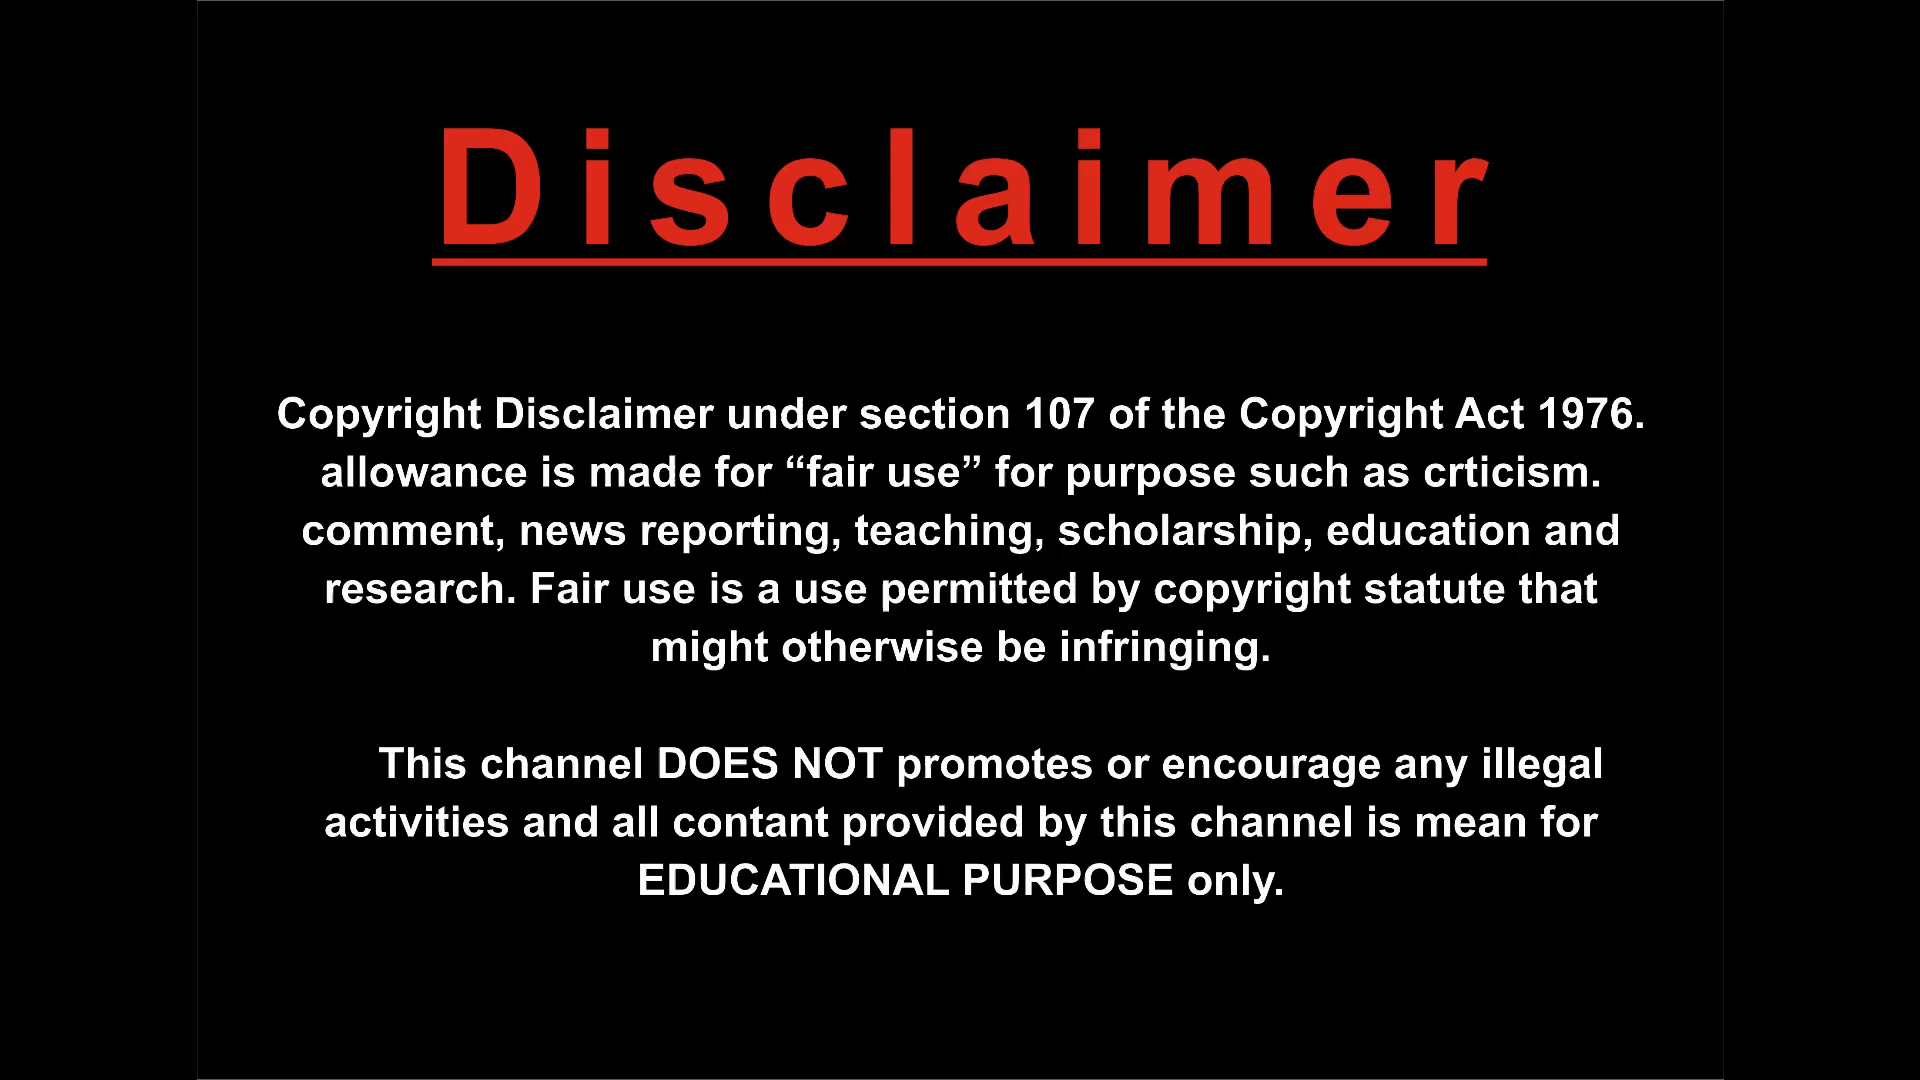 Disclaimer
Copyright Disclaimer under section 107 of the Copyright Act 1976.
allowance is made for “fair use” for purpose such as crticism.
comment, news reporting, teaching, scholarship, education and
research. Fair use is a use permitted by copyright statute that
might otherwise be infringing.
This channel DOES NOT promotes or encourage any illegal
activities and all contant provided by this channel is mean for
EDUCATIONAL PURPOSE only.